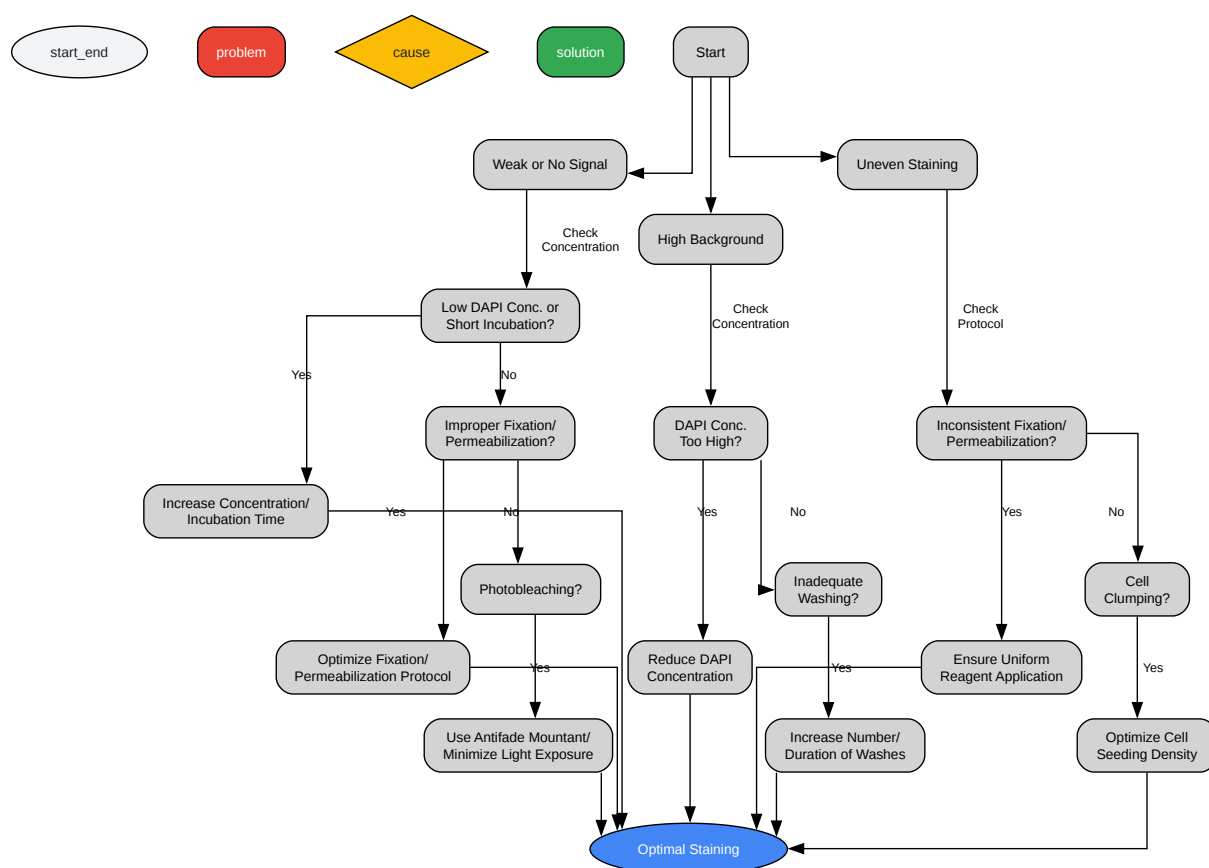 start_end
problem
cause
solution
Start
Weak or No Signal
Uneven Staining
High Background
Check
Concentration
Low DAPI Conc. or
Short Incubation?
Check
Concentration
Check
Protocol
Yes
No
Improper Fixation/
Permeabilization?
DAPI Conc.
Too High?
Inconsistent Fixation/
Permeabilization?
Increase Concentration/
Incubation Time
Yes
No
Yes
No
Yes
No
Photobleaching?
Inadequate
Washing?
Cell
Clumping?
Optimize Fixation/
Permeabilization Protocol
Yes
Reduce DAPI
Concentration
Yes
Ensure Uniform
Reagent Application
Yes
Use Antifade Mountant/
Minimize Light Exposure
Increase Number/
Duration of Washes
Optimize Cell
Seeding Density
Optimal Staining